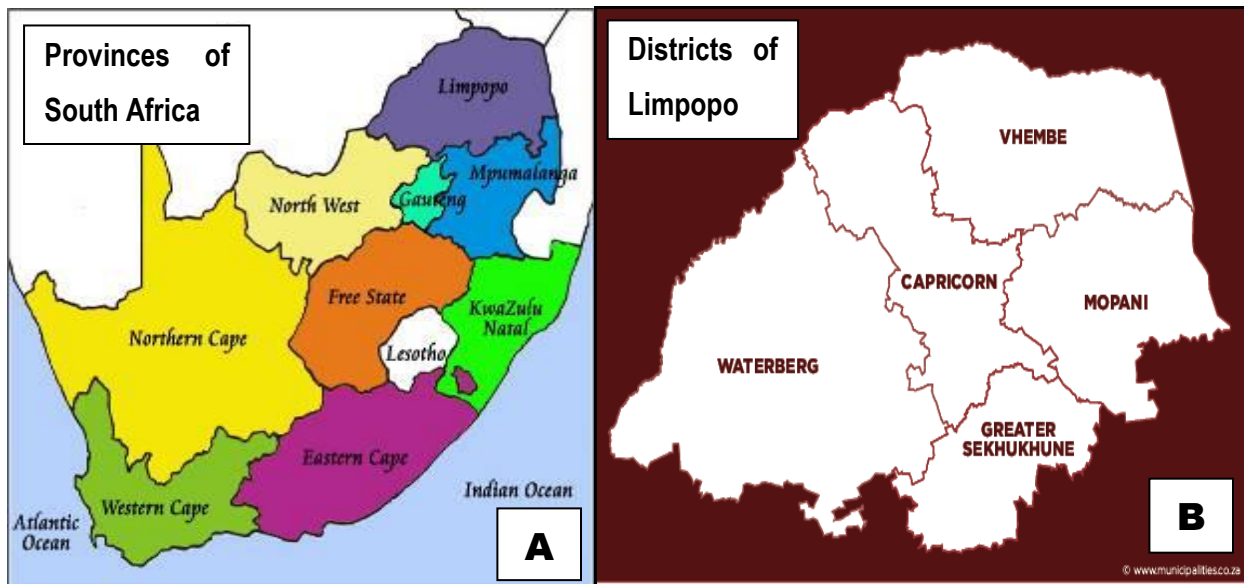 Provinces of
South Africa
Limpopo
Mpumalanga
Gauteng
North West
Free State
KwaZulu
Natal
Northern Cape
Lesotho
Eastern Cape
Western Cape
Indian Ocean
Atlantic
Ocean
A
Districts of
Limpopo
VHEMBE
CAPRICORN
MOPANI
WATERBERG
GREATER
SEKHUKHUNE
B
© www.municipalities.co.za